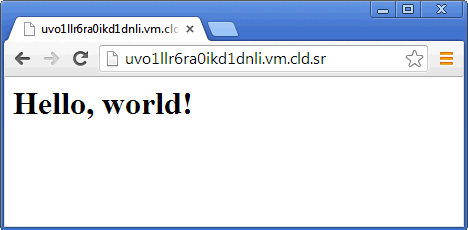 uvo1llr6ra0ikd1dnli.vm.cld
uvo1llr6ra0ikd1dnli.vm.cld.sr
Hello, world!